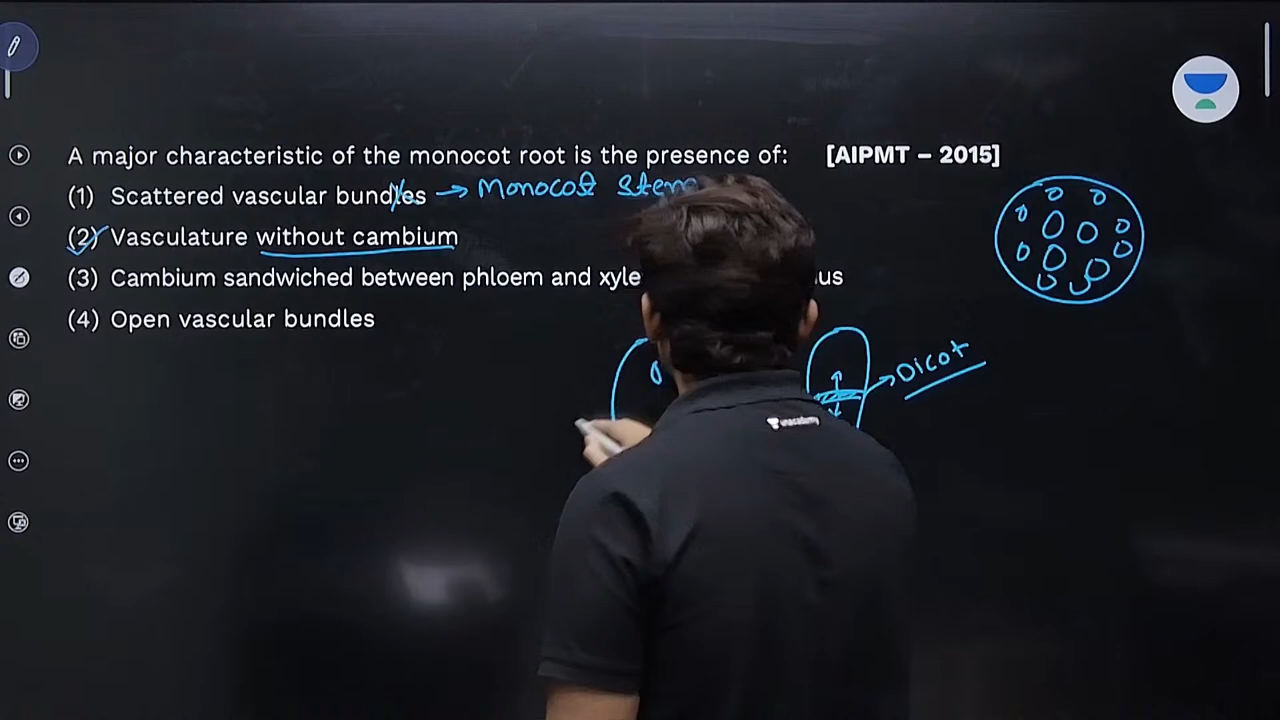 A major characteristic of the monocot root is the presence of: [AIPMT – 2015]
(1) Scattered vascular bundles → Monocot Stem
(2) Vasculature without cambium
(3) Cambium sandwiched between phloem and xyle
(4) Open vascular bundles
Dicot
unacademy